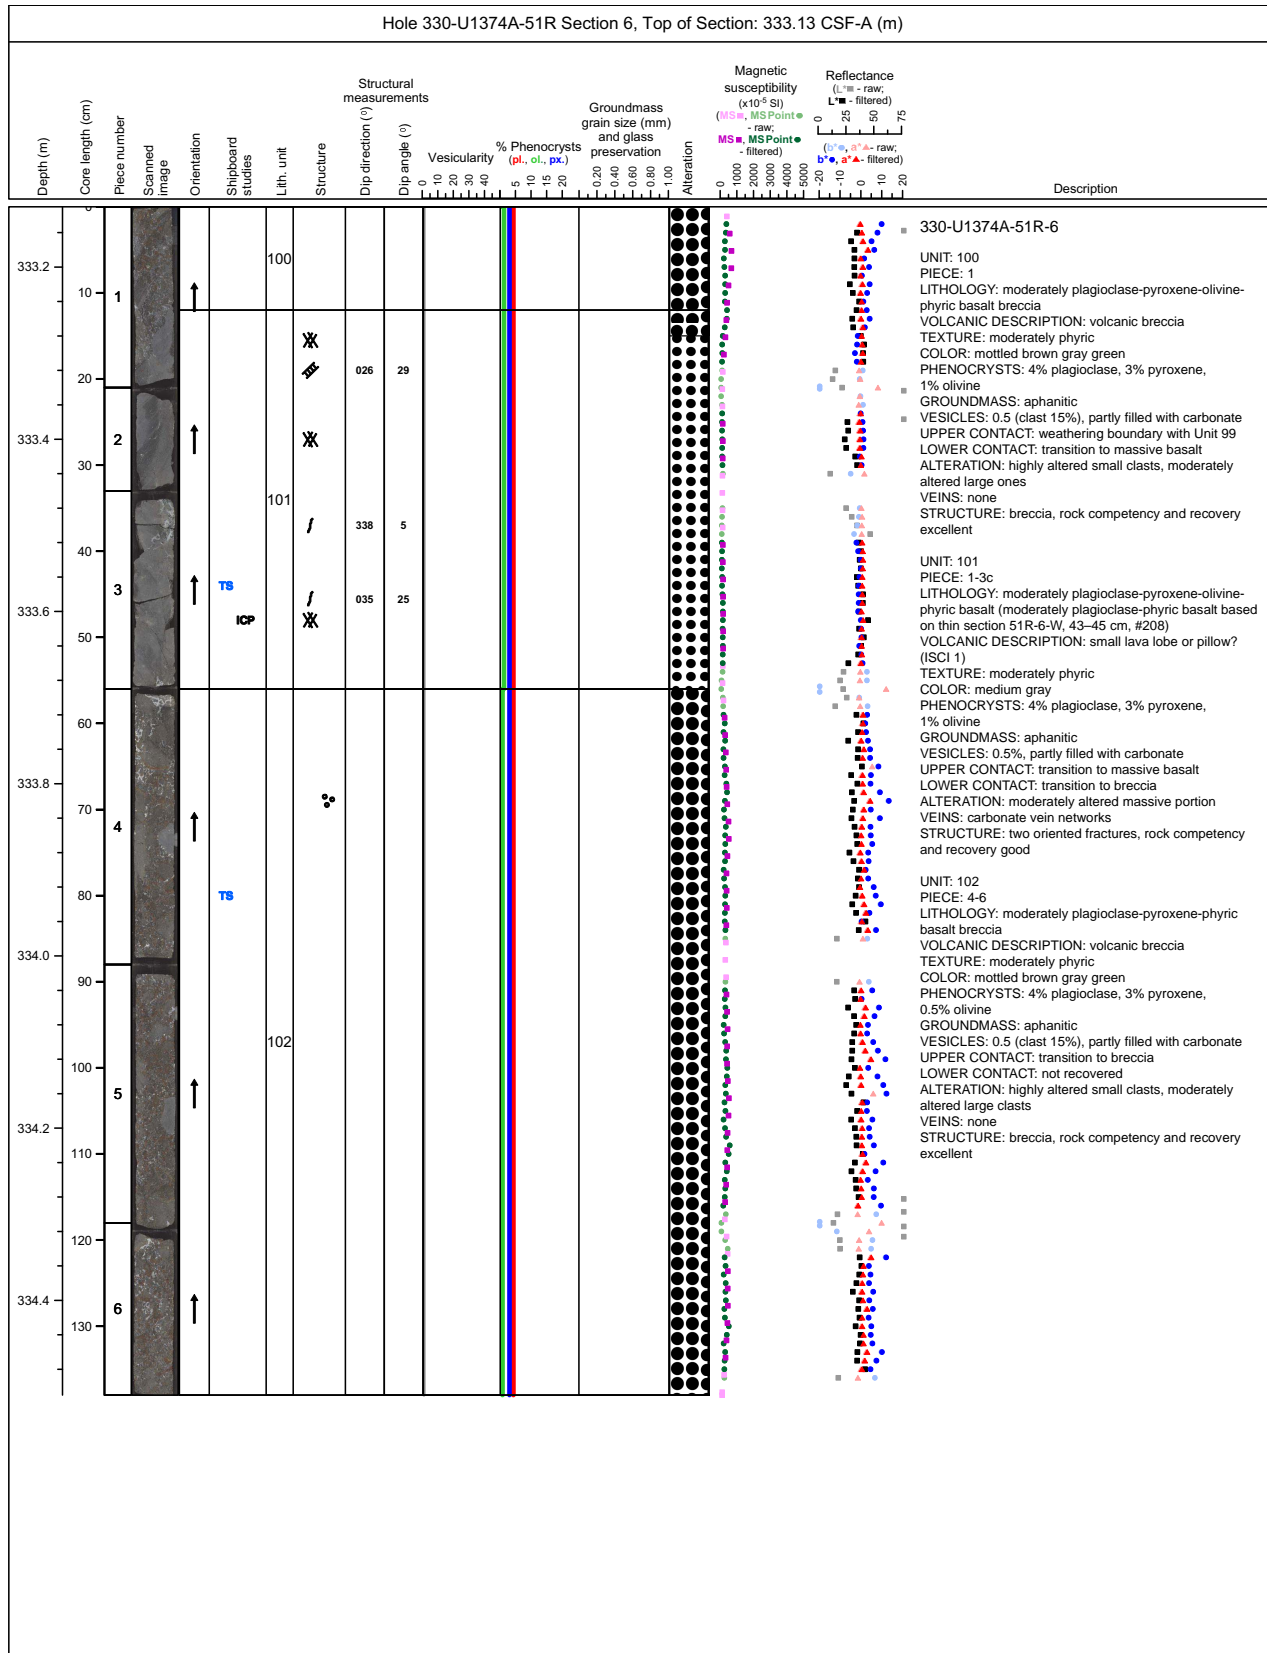 Hole 330-U1374A-51R Section 6, Top of Section: 333.13 CSF-A (m)
Depth (m)
Core length (cm)
Piece number
Scanned image
Orientation
Shipboard studies
Lith. unit
Structure
Structural measurements
Dip direction (°)
Dip angle (°)
Vesicularity
0 10 20 30 40
% Phenocrysts
(pl., ol., px.)
5 10 15 20
Groundmass
grain size (mm)
and glass
preservation
0.20 0.40 0.60 0.80 1.00
Alteration
Magnetic
susceptibility
(x10-5 SI)
(MS■, MSPoint●
- raw;
MS■, MSPoint●
- filtered)
0 1000 2000 3000 4000 5000
Reflectance
(L*■ - raw;
L*■ - filtered)
0 25 50 75
(b*●, a*▲- raw;
b*●, a*▲- filtered)
-20 -10 0 10 20
Description
333.2
333.4
333.6
333.8
334.0
334.2
334.4
0
10
20
30
40
50
60
70
80
90
100
110
120
130
1
2
3
4
5
6
TS
ICP
TS
100
101
102
026 29
338 5
035 25
330-U1374A-51R-6
UNIT: 100
PIECE: 1
LITHOLOGY: moderately plagioclase-pyroxene-olivine-
phyric basalt breccia
VOLCANIC DESCRIPTION: volcanic breccia
TEXTURE: moderately phyric
COLOR: mottled brown gray green
PHENOCRYSTS: 4% plagioclase, 3% pyroxene,
1% olivine
GROUNDMASS: aphanitic
VESICLES: 0.5 (clast 15%), partly filled with carbonate
UPPER CONTACT: weathering boundary with Unit 99
LOWER CONTACT: transition to massive basalt
ALTERATION: highly altered small clasts, moderately
altered large ones
VEINS: none
STRUCTURE: breccia, rock competency and recovery
excellent
UNIT: 101
PIECE: 1-3c
LITHOLOGY: moderately plagioclase-pyroxene-olivine-
phyric basalt (moderately plagioclase-phyric basalt based
on thin section 51R-6-W, 43–45 cm, #208)
VOLCANIC DESCRIPTION: small lava lobe or pillow?
(ISCI 1)
TEXTURE: moderately phyric
COLOR: medium gray
PHENOCRYSTS: 4% plagioclase, 3% pyroxene,
1% olivine
GROUNDMASS: aphanitic
VESICLES: 0.5%, partly filled with carbonate
UPPER CONTACT: transition to massive basalt
LOWER CONTACT: transition to breccia
ALTERATION: moderately altered massive portion
VEINS: carbonate vein networks
STRUCTURE: two oriented fractures, rock competency
and recovery good
UNIT: 102
PIECE: 4-6
LITHOLOGY: moderately plagioclase-pyroxene-phyric
basalt breccia
VOLCANIC DESCRIPTION: volcanic breccia
TEXTURE: moderately phyric
COLOR: mottled brown gray green
PHENOCRYSTS: 4% plagioclase, 3% pyroxene,
0.5% olivine
GROUNDMASS: aphanitic
VESICLES: 0.5 (clast 15%), partly filled with carbonate
UPPER CONTACT: transition to breccia
LOWER CONTACT: not recovered
ALTERATION: highly altered small clasts, moderately
altered large clasts
VEINS: none
STRUCTURE: breccia, rock competency and recovery
excellent